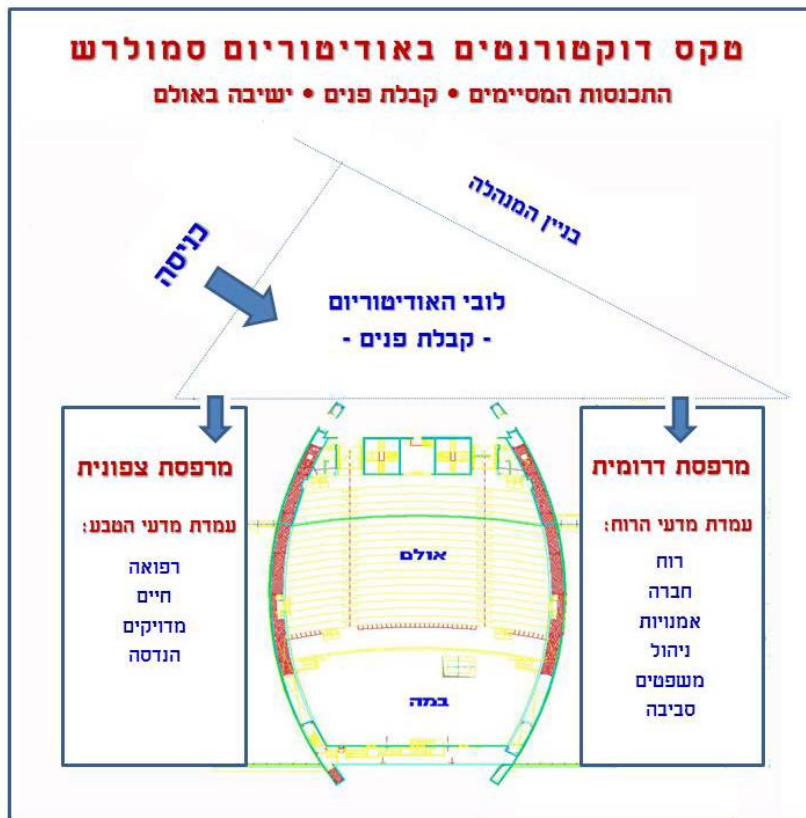 טקס דוקטורנטים באודיטוריום סמולרש
התכנסות המסיימים • קבלת פנים • ישיבה באולם
בניין המנהלה
כניסה
לובי האודיטוריום
- קבלת פנים -
מרפסת דרומית
עמדת מדעי הרוח:
רוח
חברה
אמנויות
ניהול
משפטים
סביבה
אולם
במה
מרפסת צפונית
עמדת מדעי הטבע:
רפואה
חיים
מדויקים
הנדסה